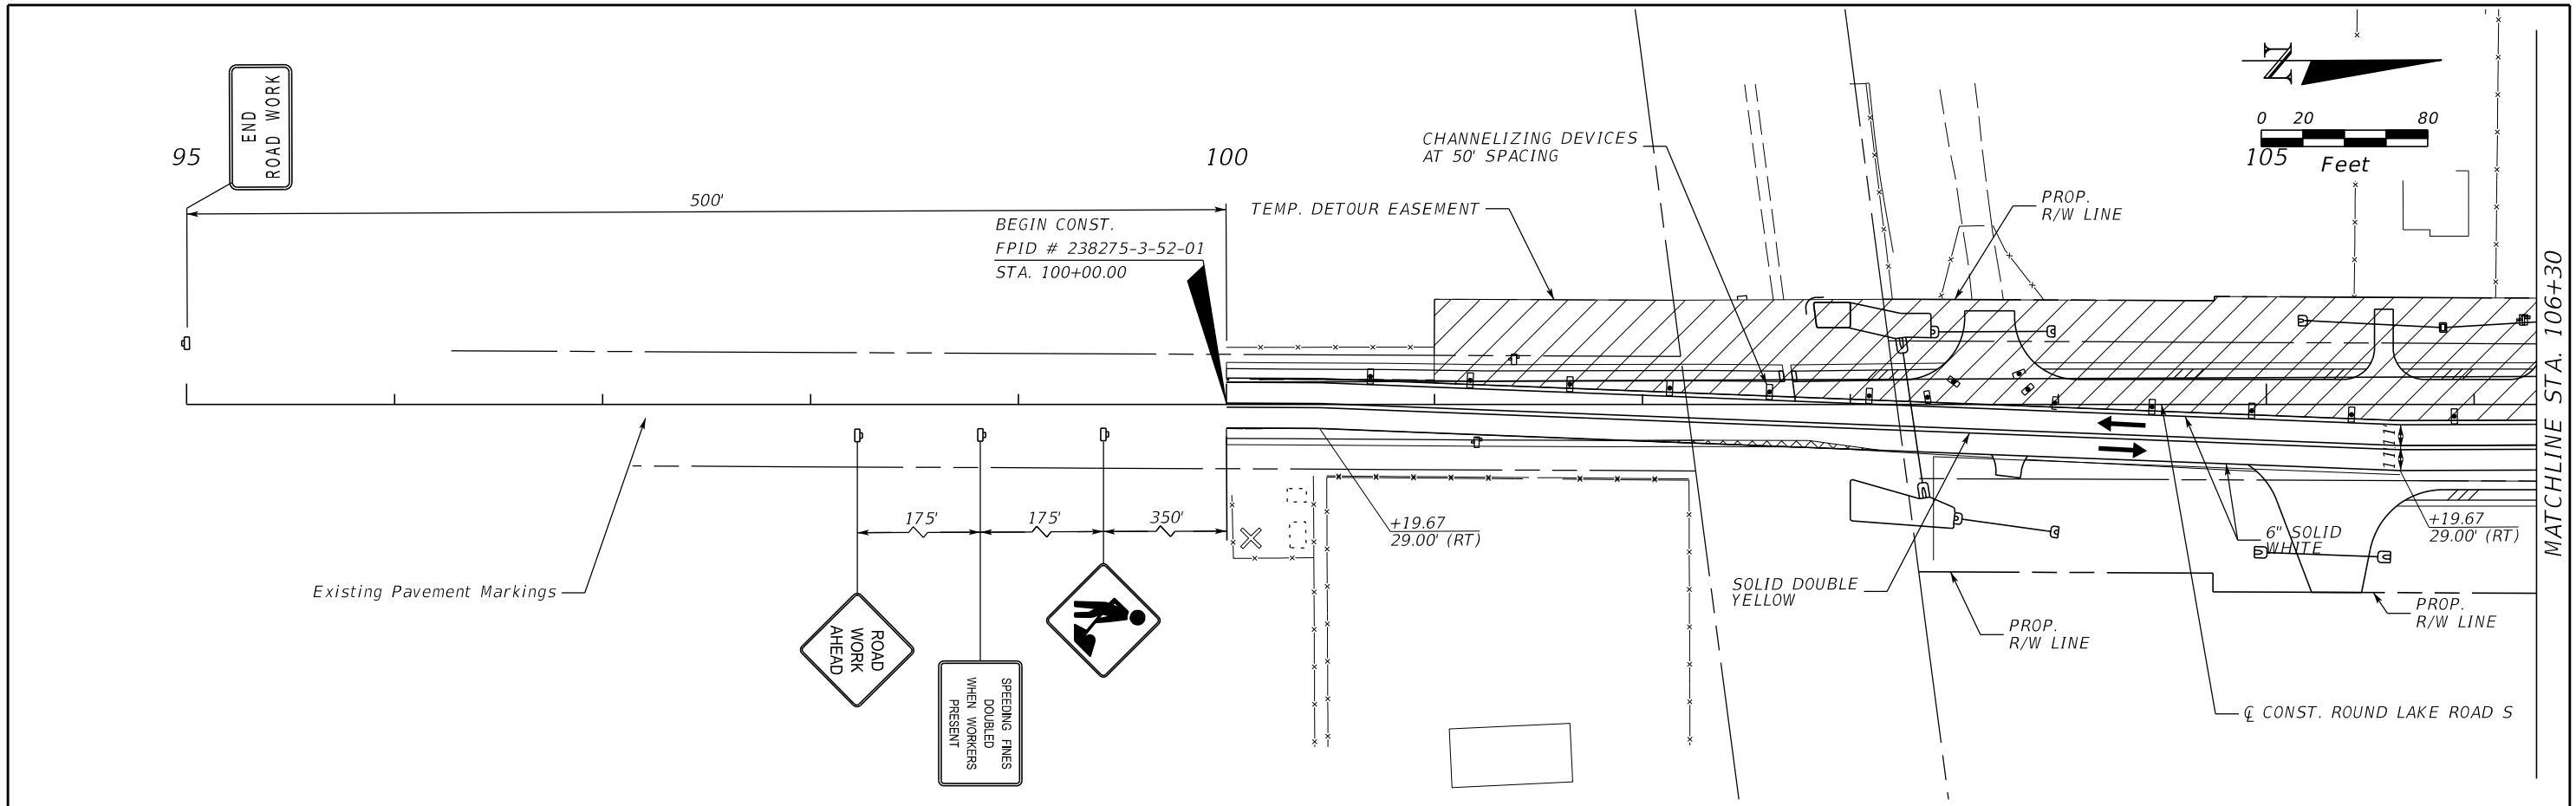 END
ROAD WORK
95
500'
BEGIN CONST.
FPID # 238275-3-52-01
STA. 100+00.00
100
TEMP. DETOUR EASEMENT
CHANNELIZING DEVICES
AT 50' SPACING
PROP.
R/W LINE
N
0 20 80
105
Feet
MATCHLINE STA. 106+30
11'
11'
175'
175'
350'
Existing Pavement Markings
ROAD
WORK
AHEAD
SPEEDING FINES
DOUBLED
WHEN WORKERS
PRESENT
+19.67
29.00' (RT)
SOLID DOUBLE
YELLOW
PROP.
R/W LINE
6" SOLID
WHITE
+19.67
29.00' (RT)
PROP.
R/W LINE
℄ CONST. ROUND LAKE ROAD S